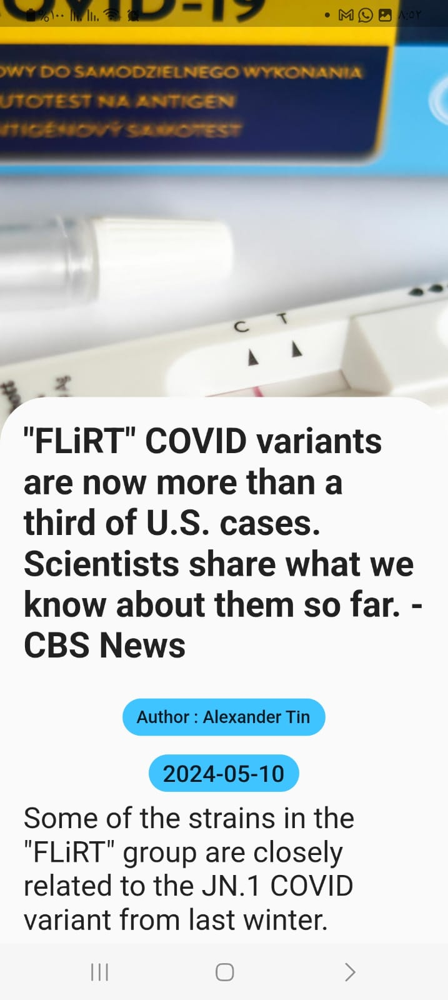 OVID-19
%١٠٠
٨:٥٢
OWY DO SAMODZIELNEGO WYKONANIA
UTOTEST NA ANTIGEN
NTIGÉNOVÝ SAMOTEST
C T
"FLiRT" COVID variants
are now more than a
third of U.S. cases.
Scientists share what we
know about them so far. -
CBS News
Author : Alexander Tin
2024-05-10
Some of the strains in the
"FLiRT" group are closely
related to the JN.1 COVID
variant from last winter.